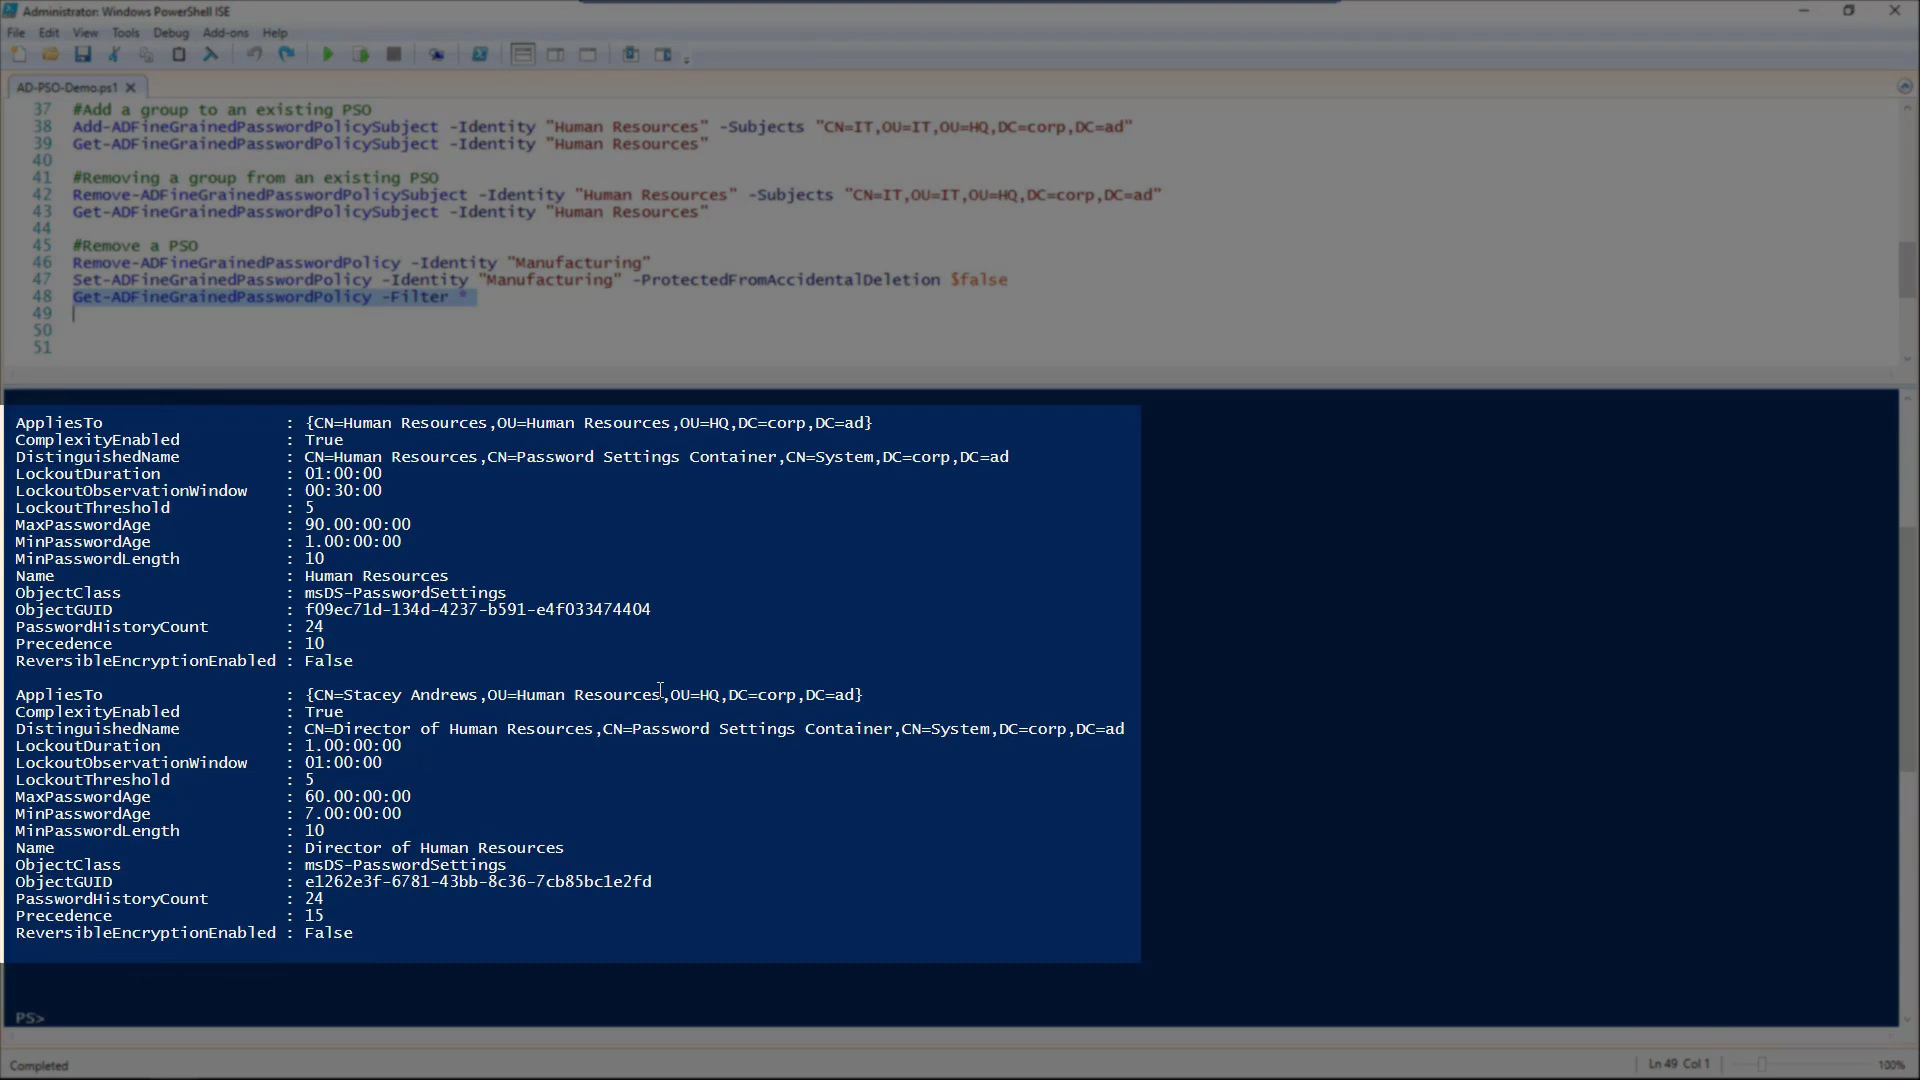 Administrator: Windows PowerShell ISE
File Edit View Tools Debug Add-ons Help
AD-PSO-Demo.ps1
37 #Add a group to an existing PSO
38 Add-ADFineGrainedPasswordPolicySubject -Identity "Human Resources" -Subjects "CN=IT,OU=IT,OU=HQ,DC=corp,DC=ad"
39 Get-ADFineGrainedPasswordPolicySubject -Identity "Human Resources"
40
41 #Removing a group from an existing PSO
42 Remove-ADFineGrainedPasswordPolicySubject -Identity "Human Resources" -Subjects "CN=IT,OU=IT,OU=HQ,DC=corp,DC=ad"
43 Get-ADFineGrainedPasswordPolicySubject -Identity "Human Resources"
44
45 #Remove a PSO
46 Remove-ADFineGrainedPasswordPolicy -Identity "Manufacturing"
47 Set-ADFineGrainedPasswordPolicy -Identity "Manufacturing" -ProtectedFromAccidentalDeletion $false
48 Get-ADFineGrainedPasswordPolicy -Filter *
49
50
51
AppliesTo : {CN=Human Resources,OU=Human Resources,OU=HQ,DC=corp,DC=ad}
ComplexityEnabled : True
DistinguishedName : CN=Human Resources,CN=Password Settings Container,CN=System,DC=corp,DC=ad
LockoutDuration : 01:00:00
LockoutObservationWindow : 00:30:00
LockoutThreshold : 5
MaxPasswordAge : 90.00:00:00
MinPasswordAge : 1.00:00:00
MinPasswordLength : 10
Name : Human Resources
ObjectClass : msDS-PasswordSettings
ObjectGUID : f09ec71d-134d-4237-b591-e4f033474404
PasswordHistoryCount : 24
Precedence : 10
ReversibleEncryptionEnabled : False
AppliesTo : {CN=Stacey Andrews,OU=Human Resources,OU=HQ,DC=corp,DC=ad}
ComplexityEnabled : True
DistinguishedName : CN=Director of Human Resources,CN=Password Settings Container,CN=System,DC=corp,DC=ad
LockoutDuration : 1.00:00:00
LockoutObservationWindow : 01:00:00
LockoutThreshold : 5
MaxPasswordAge : 60.00:00:00
MinPasswordAge : 7.00:00:00
MinPasswordLength : 10
Name : Director of Human Resources
ObjectClass : msDS-PasswordSettings
ObjectGUID : e1262e3f-6781-43bb-8c36-7cb85bc1e2fd
PasswordHistoryCount : 24
Precedence : 15
ReversibleEncryptionEnabled : False
PS>
Completed Ln 49 Col 1 100%